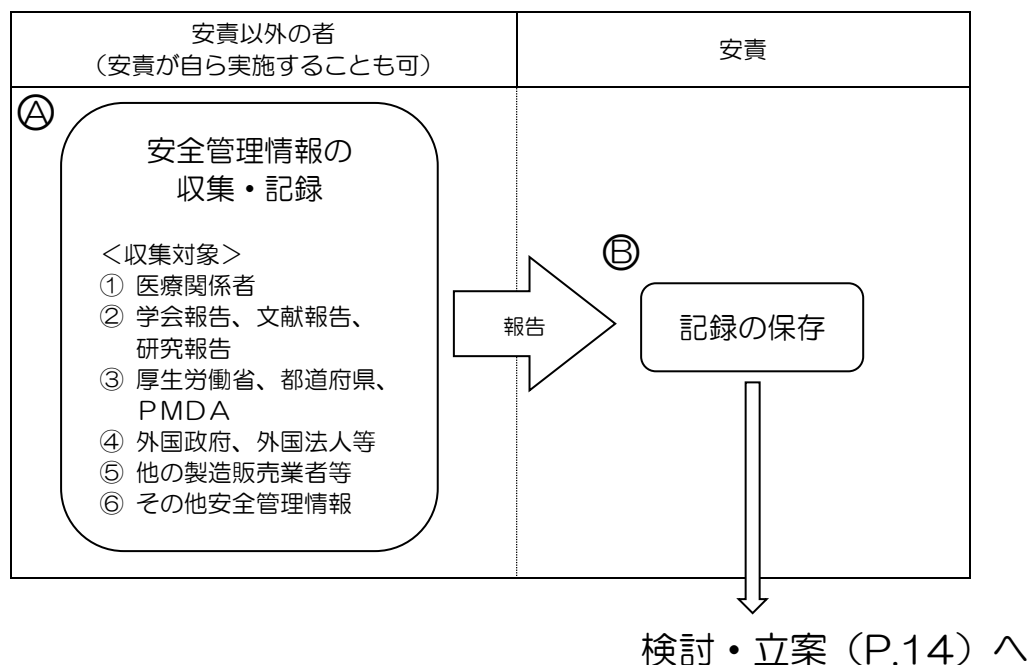 安責以外の者
（安責が自ら実施することも可）
安責
Ⓐ
安全管理情報の
収集・記録
＜収集対象＞
① 医療関係者
② 学会報告、文献報告、
研究報告
③ 厚生労働省、都道府県、
ＰＭＤＡ
④ 外国政府、外国法人等
⑤ 他の製造販売業者等
⑥ その他安全管理情報
報告
Ⓑ
記録の保存
検討・立案（P.14）へ